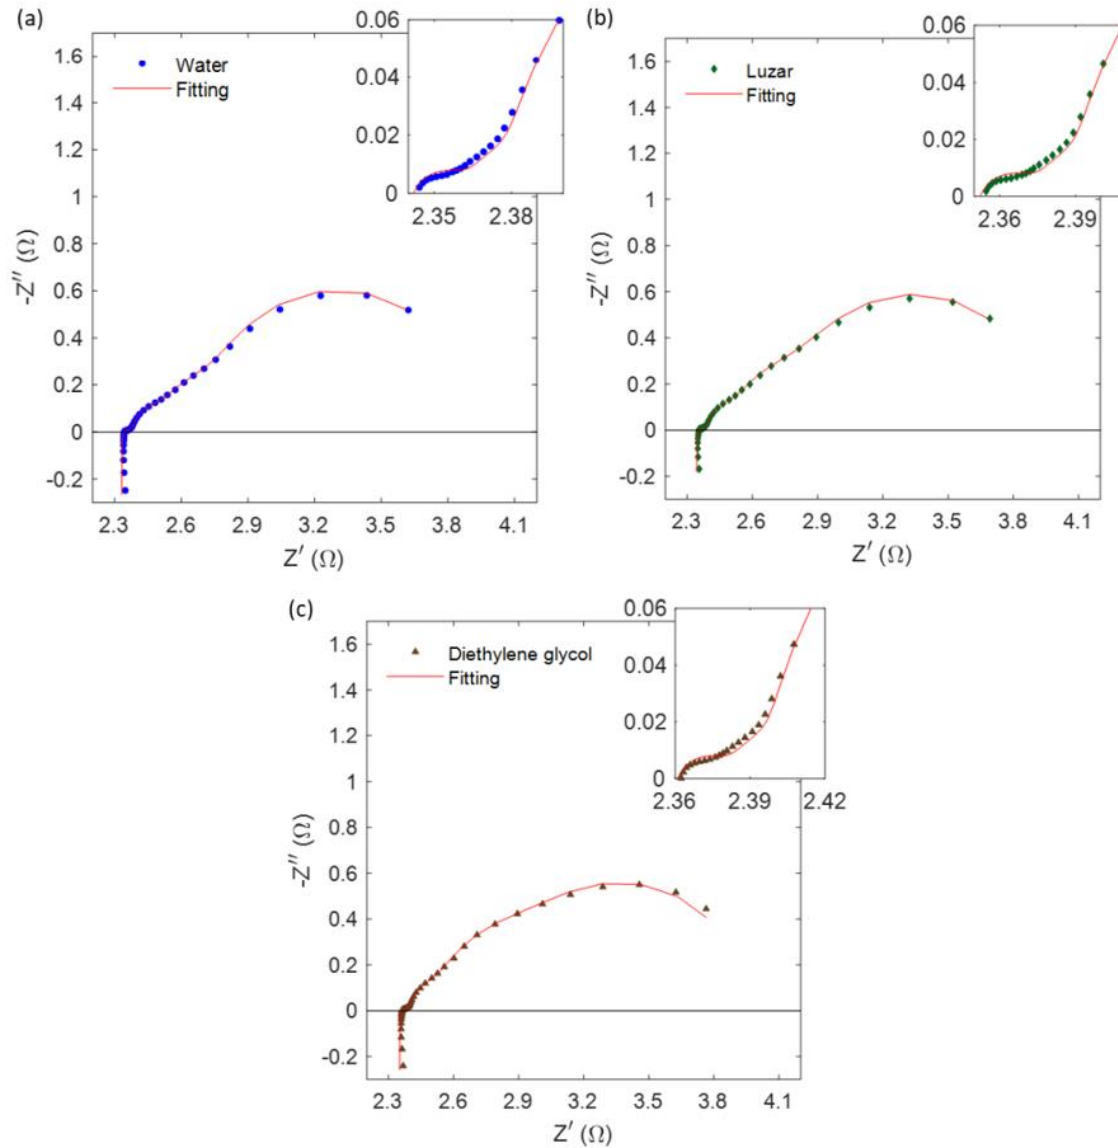 (a)
Water
Fitting
0.06
0.04
0.02
0
2.35 2.38
1.6
1.4
1.2
1
0.8
0.6
0.4
0.2
0
-0.2
-Z'' (Ω)
2.3 2.6 2.9 3.2 3.5 3.8 4.1
Z' (Ω)
(b)
Luzar
Fitting
0.06
0.04
0.02
0
2.36 2.39
1.6
1.4
1.2
1
0.8
0.6
0.4
0.2
0
-0.2
-Z'' (Ω)
2.3 2.6 2.9 3.2 3.5 3.8 4.1
Z' (Ω)
(c)
Diethylene glycol
Fitting
0.06
0.04
0.02
0
2.36 2.39 2.42
1.6
1.4
1.2
1
0.8
0.6
0.4
0.2
0
-0.2
-Z'' (Ω)
2.3 2.6 2.9 3.2 3.5 3.8 4.1
Z' (Ω)